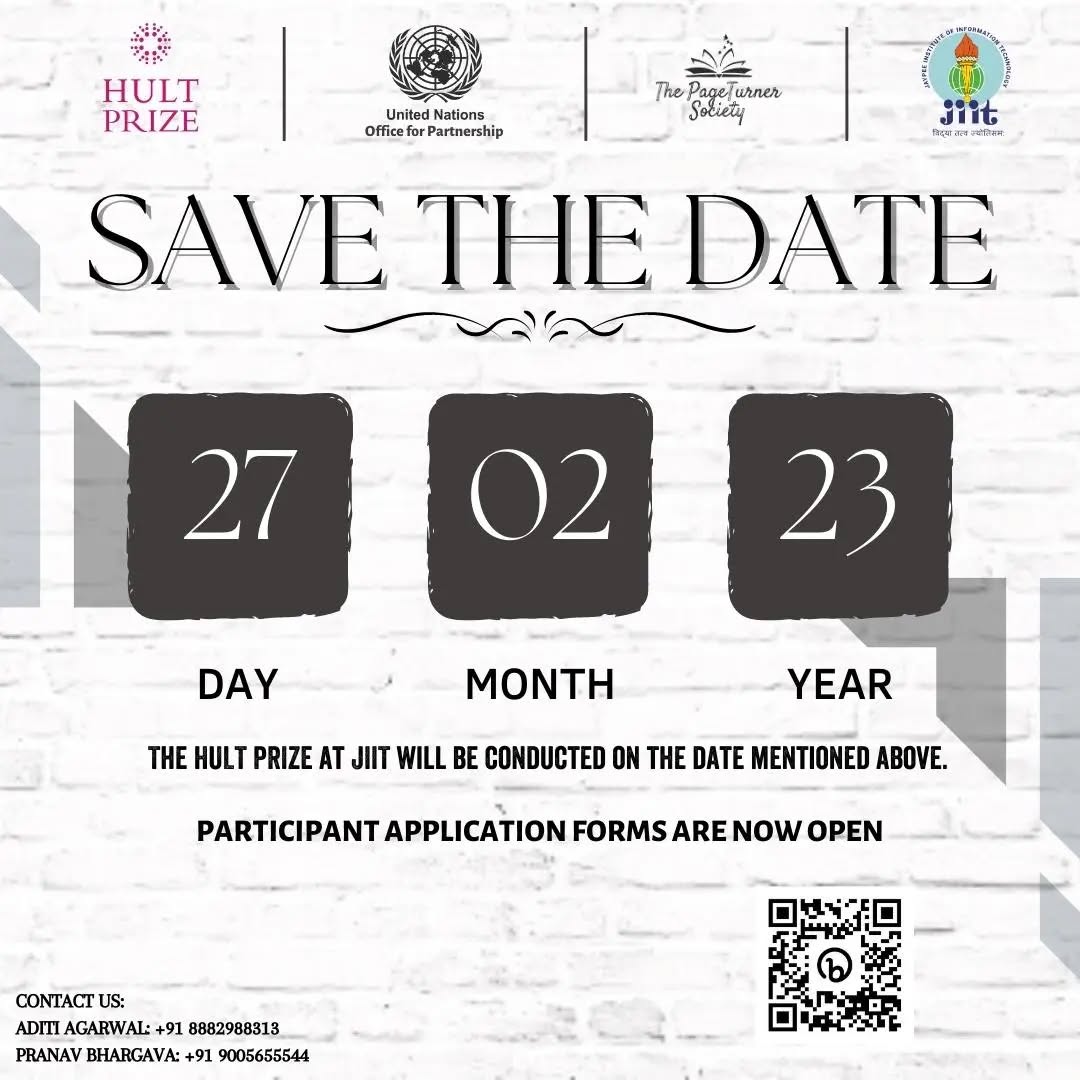 HULT
PRIZE
United Nations
Office for Partnership
The PageTurner
Society
JAYPEE INSTITUTE OF INFORMATION TECHNOLOGY
jiit
विद्या तत्व ज्योतिसमः
SAVE THE DATE
27 02 23
DAY MONTH YEAR
THE HULT PRIZE AT JIIT WILL BE CONDUCTED ON THE DATE MENTIONED ABOVE.
PARTICIPANT APPLICATION FORMS ARE NOW OPEN
b
CONTACT US:
ADITI AGARWAL: +91 8882988313
PRANAV BHARGAVA: +91 9005655544